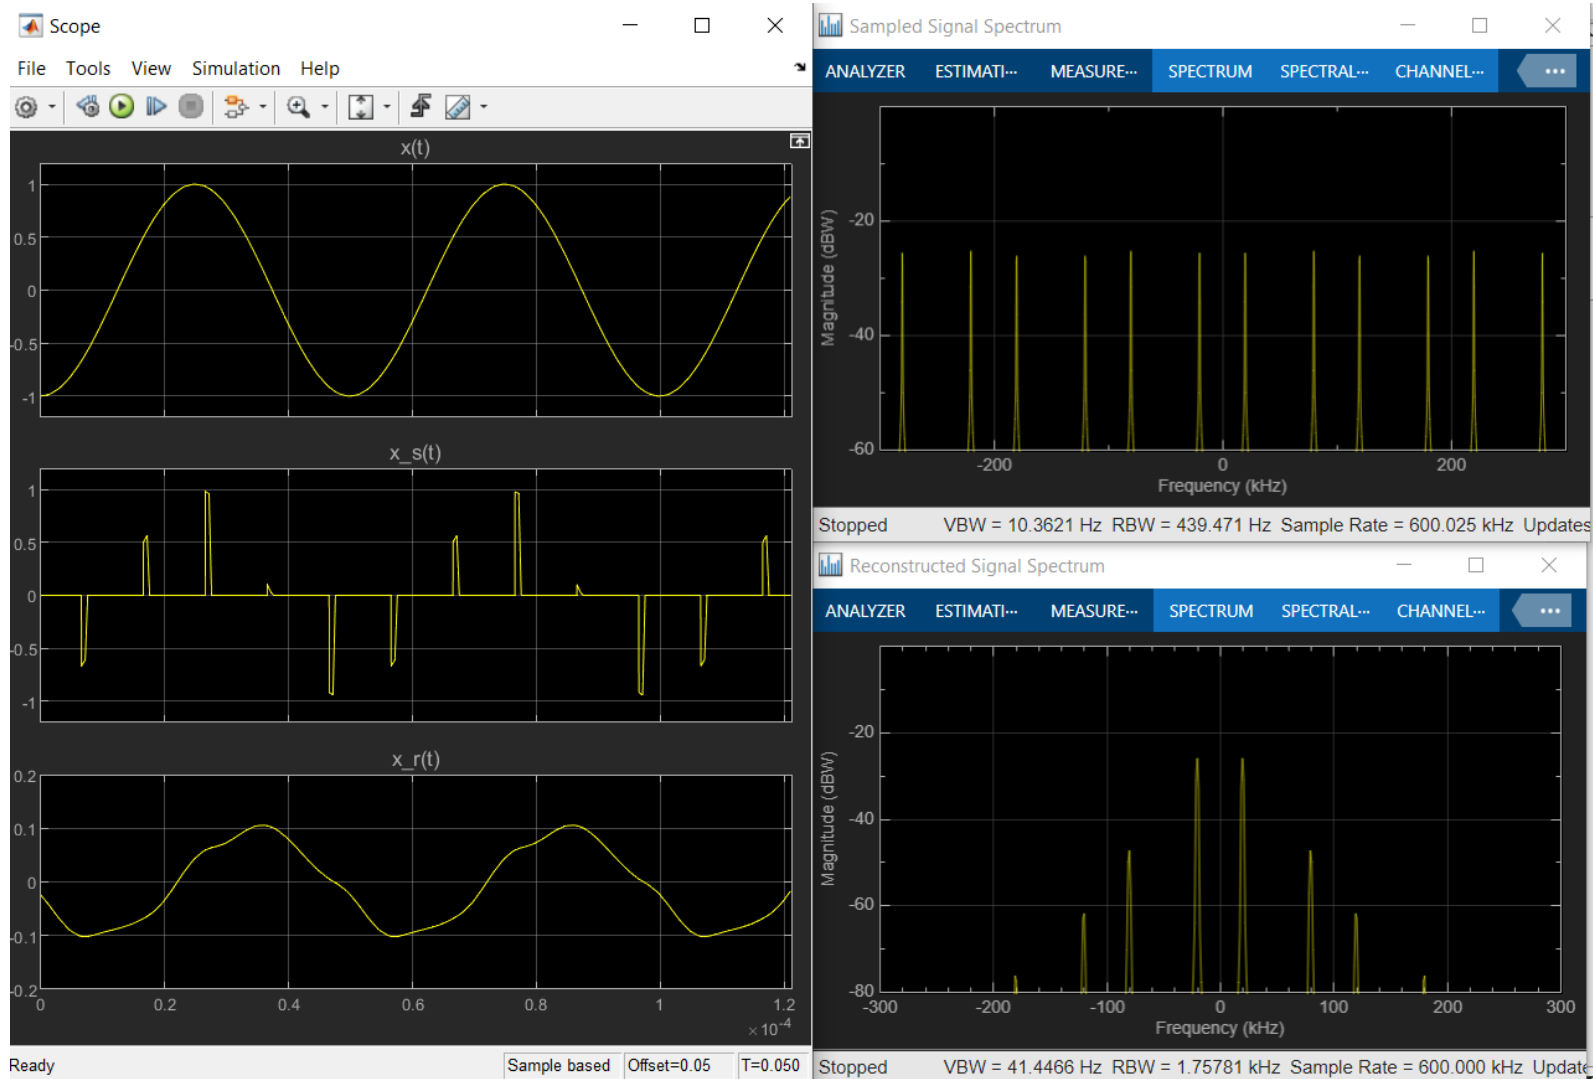 Scope
File Tools View Simulation Help
x(t)
1
0.5
0
-0.5
-1
x_s(t)
1
0.5
0
-0.5
-1
x_r(t)
0.2
0.1
0
-0.1
-0.2
0 0.2 0.4 0.6 0.8 1 1.2
×10⁻⁴
Ready Sample based Offset=0.05 T=0.050
Sampled Signal Spectrum
ANALYZER ESTIMATI··· MEASURE··· SPECTRUM SPECTRAL··· CHANNEL··· ···
Magnitude (dBW)
-20
-40
-60
-200 0 200
Frequency (kHz)
Stopped VBW = 10.3621 Hz RBW = 439.471 Hz Sample Rate = 600.025 kHz Updates
Reconstructed Signal Spectrum
ANALYZER ESTIMATI··· MEASURE··· SPECTRUM SPECTRAL··· CHANNEL··· ···
Magnitude (dBW)
-20
-40
-60
-80
-300 -200 -100 0 100 200 300
Frequency (kHz)
Stopped VBW = 41.4466 Hz RBW = 1.75781 kHz Sample Rate = 600.000 kHz Update